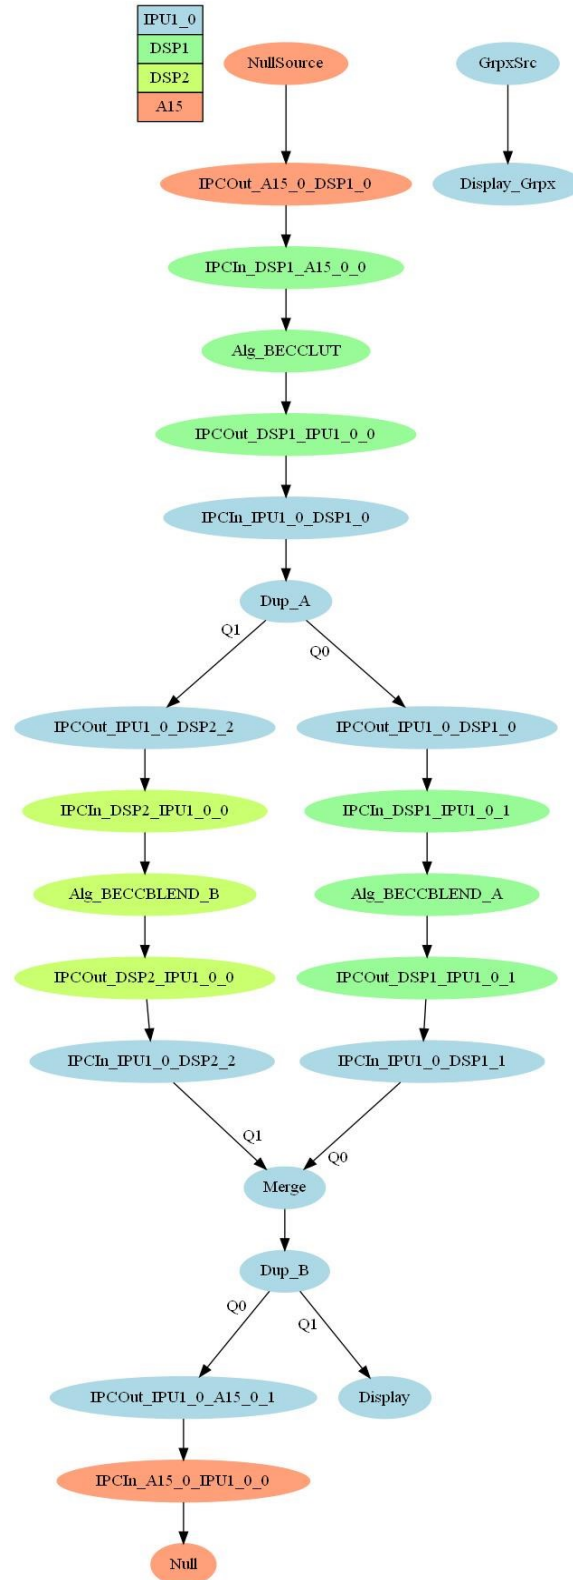 IPU1_0
DSP1
DSP2
A15
NullSource
GrpxSrc
IPCOut_A15_0_DSP1_0
Display_Grpx
IPCIn_DSP1_A15_0_0
Alg_BECCLUT
IPCOut_DSP1_IPU1_0_0
IPCIn_IPU1_0_DSP1_0
Dup_A
Q1
Q0
IPCOut_IPU1_0_DSP2_2
IPCOut_IPU1_0_DSP1_0
IPCIn_DSP2_IPU1_0_0
IPCIn_DSP1_IPU1_0_1
Alg_BECCBLEND_B
Alg_BECCBLEND_A
IPCOut_DSP2_IPU1_0_0
IPCOut_DSP1_IPU1_0_1
IPCIn_IPU1_0_DSP2_2
IPCIn_IPU1_0_DSP1_1
Q1
Q0
Merge
Dup_B
Q0
Q1
IPCOut_IPU1_0_A15_0_1
Display
IPCIn_A15_0_IPU1_0_0
Null